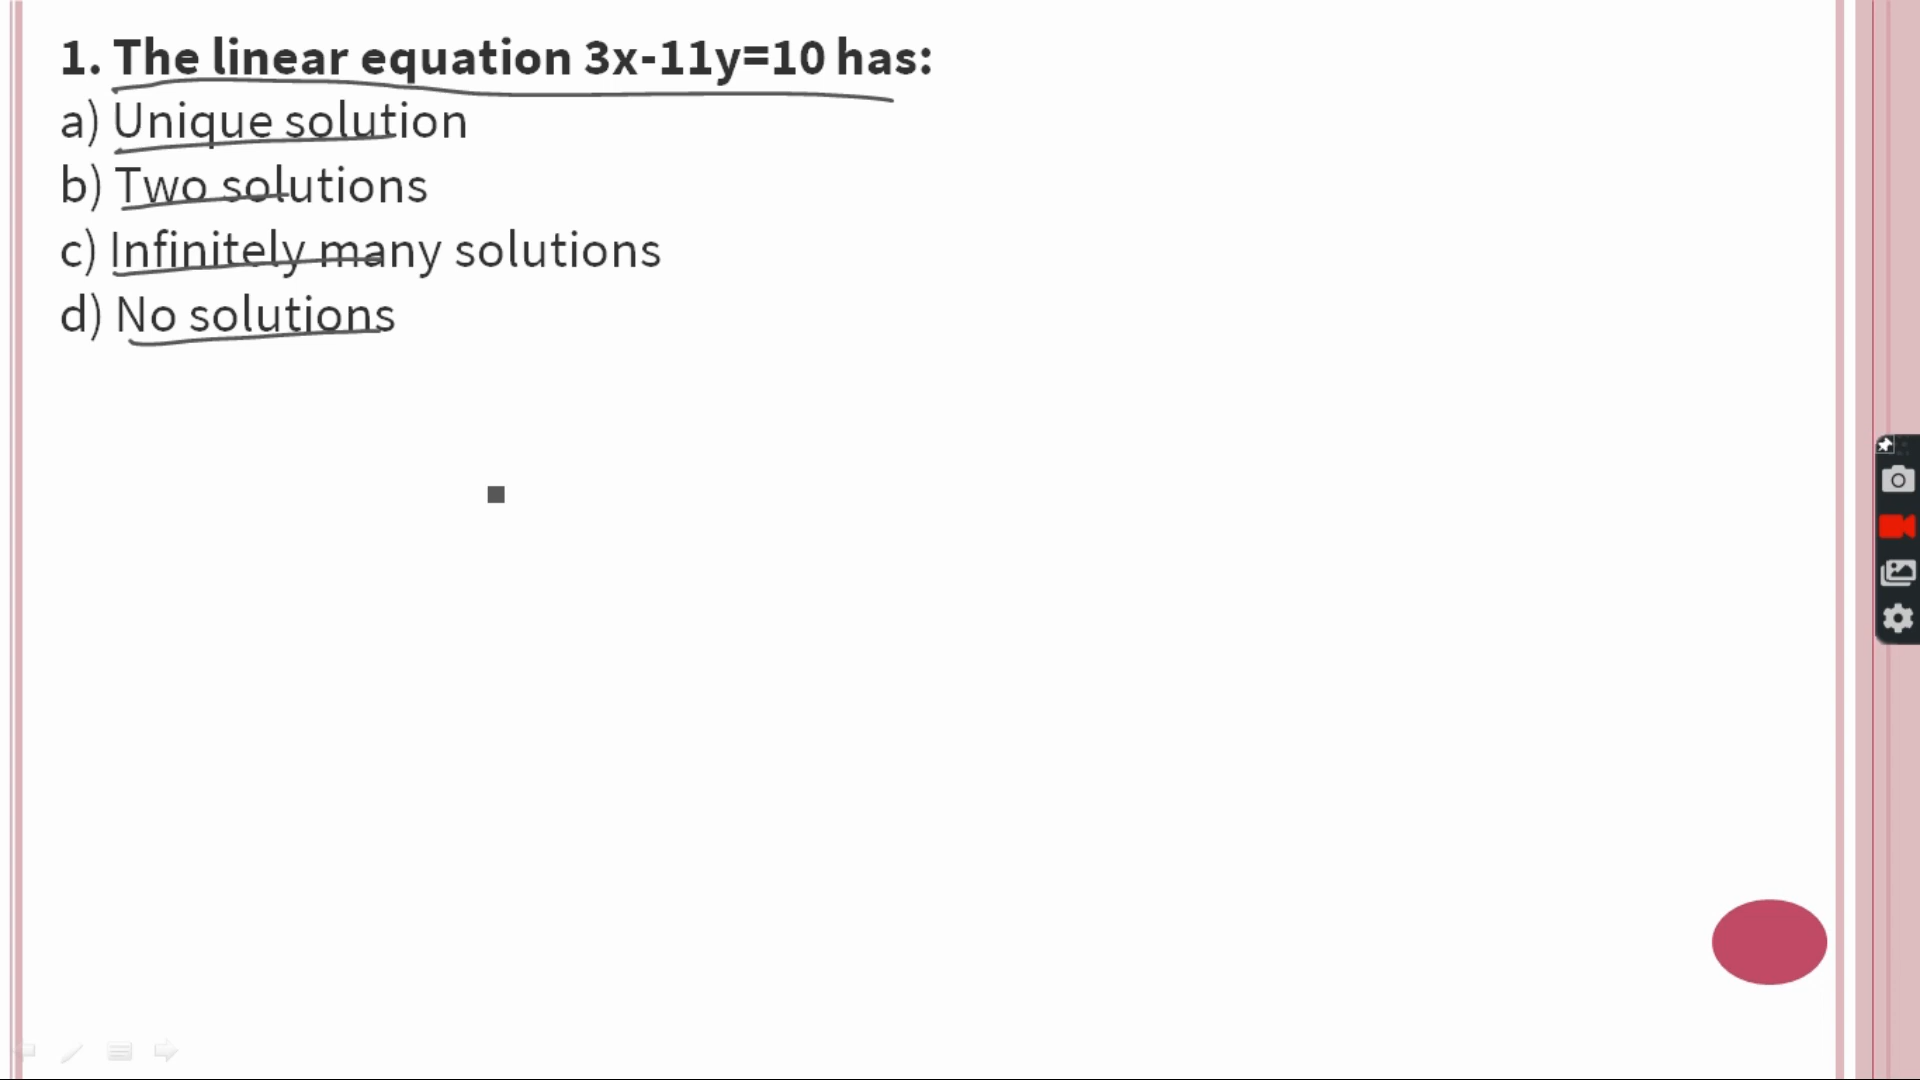 1. The linear equation 3x-11y=10 has:
a) Unique solution
b) Two solutions
c) Infinitely many solutions
d) No solutions